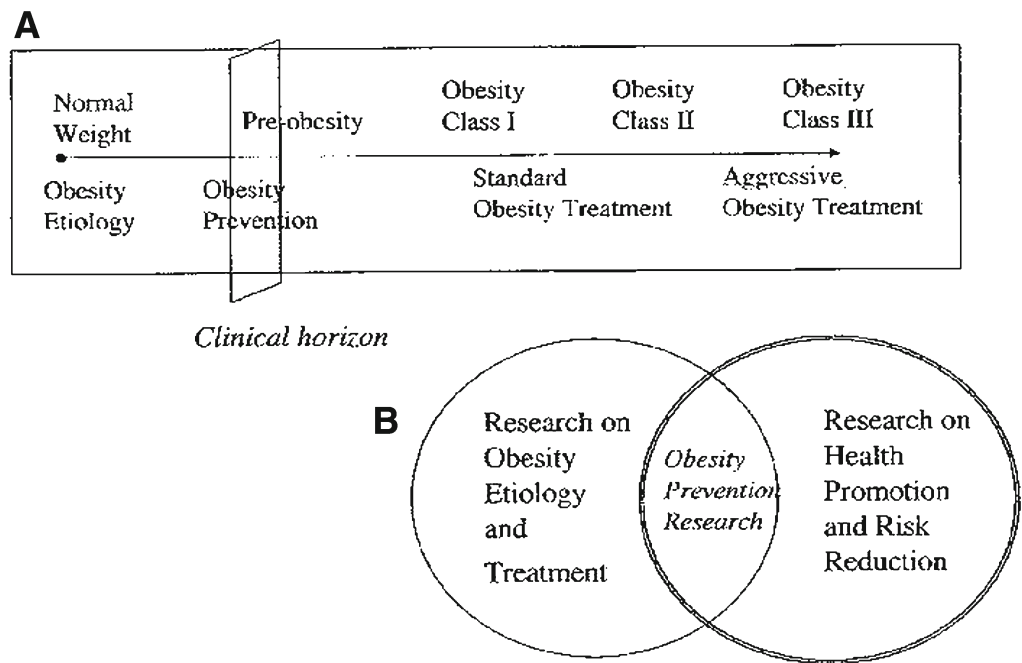 A
Normal
Weight
Pre-obesity
Obesity
Class I
Obesity
Class II
Obesity
Class III
Obesity
Etiology
Obesity
Prevention
Standard
Obesity Treatment
Aggressive
Obesity Treatment
Clinical horizon
B
Research on
Obesity
Etiology
and
Treatment
Obesity
Prevention
Research
Research on
Health
Promotion
and Risk
Reduction